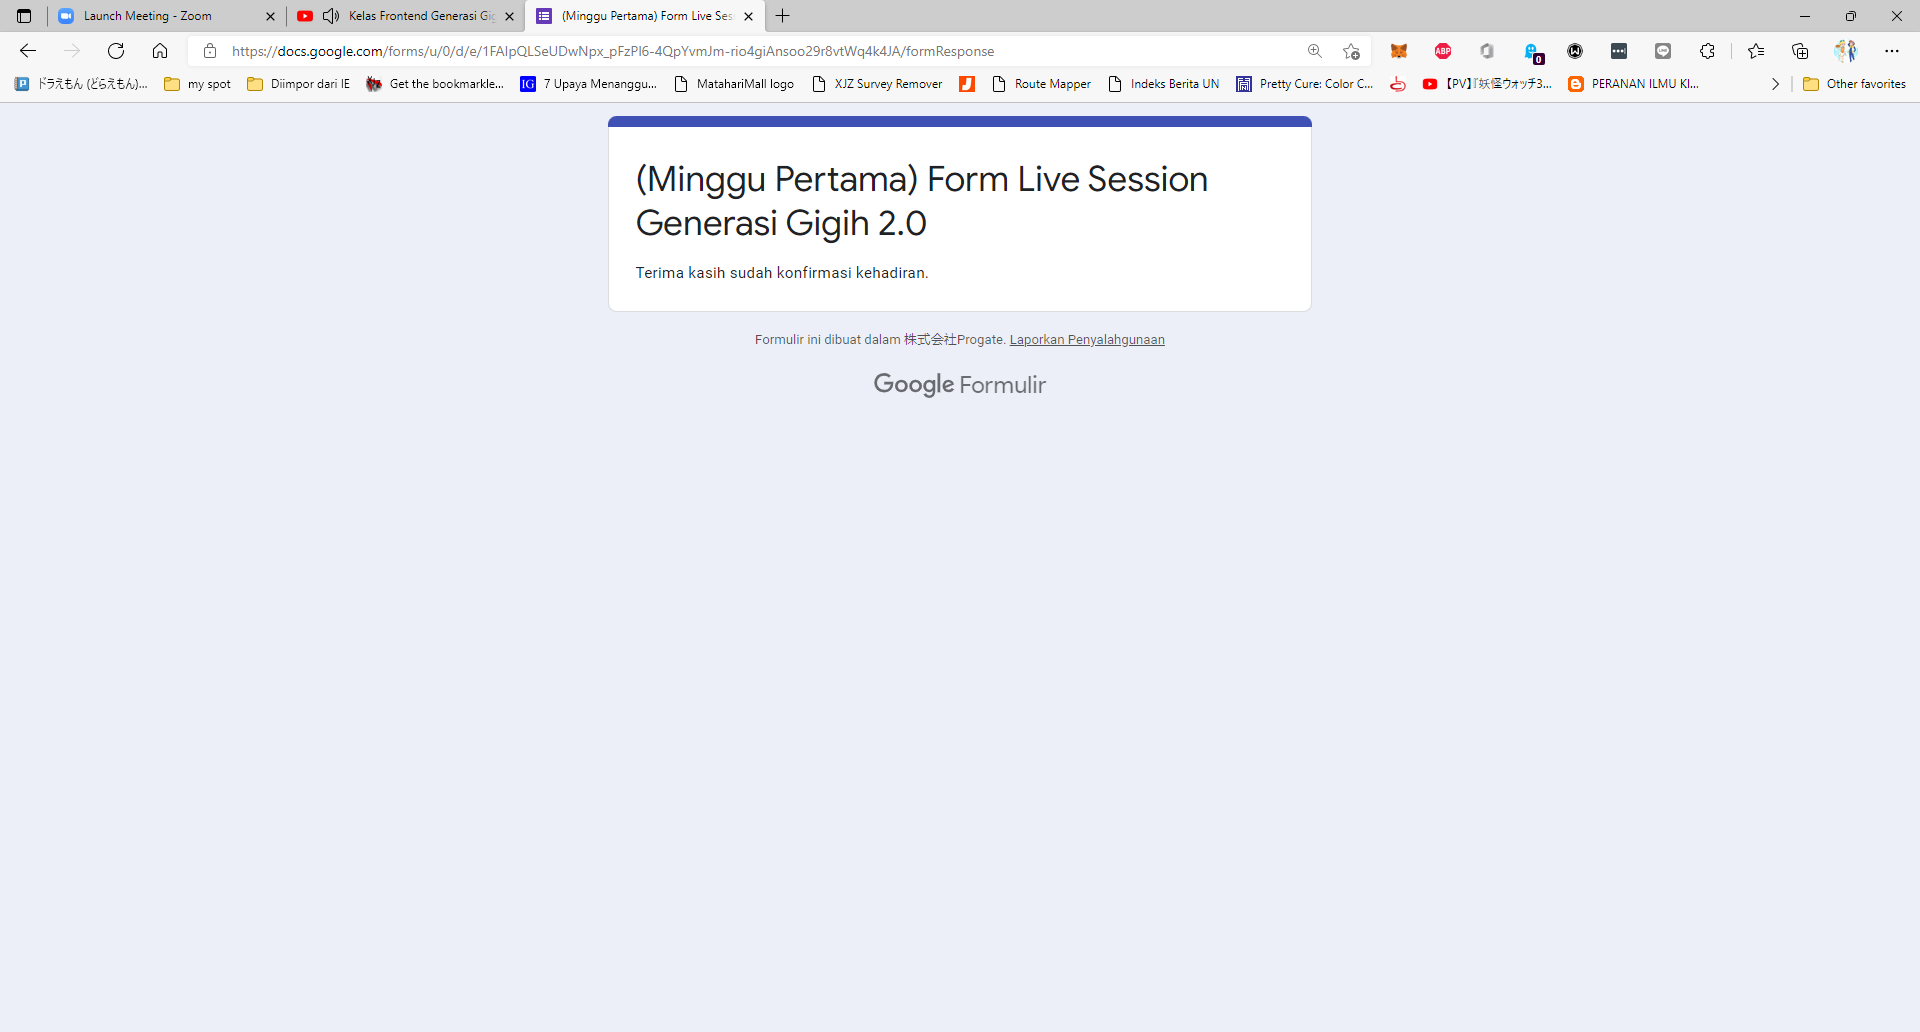 Launch Meeting - Zoom
Kelas Frontend Generasi Gig
(Minggu Pertama) Form Live Ses
https://docs.google.com/forms/u/0/d/e/1FAIpQLSeUDwNpx_pFzPI6-4QpYvmJm-rio4giAnsoo29r8vtWq4k4JA/formResponse
ABP
0
ドラえもん (どらえもん)...
my spot
Diimpor dari IE
Get the bookmarkle...
IG
7 Upaya Menanggu...
MatahariMall logo
XJZ Survey Remover
Route Mapper
Indeks Berita UN
Pretty Cure: Color C...
【PV】『妖怪ウォッチ3...
PERANAN ILMU KI...
Other favorites
(Minggu Pertama) Form Live Session
Generasi Gigih 2.0
Terima kasih sudah konfirmasi kehadiran.
Formulir ini dibuat dalam 株式会社Progate. Laporkan Penyalahgunaan
Google Formulir